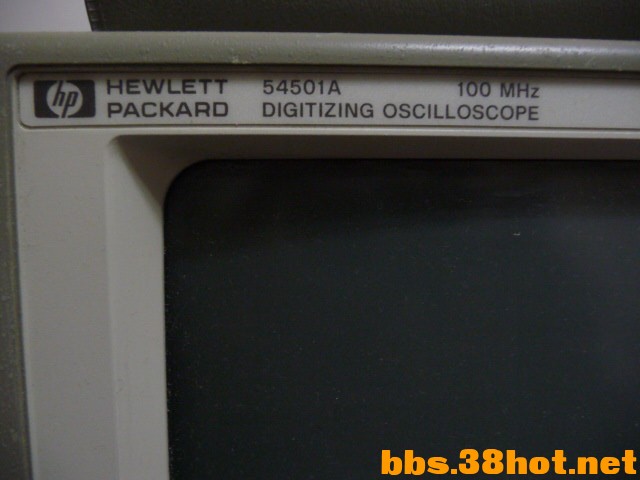 hp HEWLETT PACKARD 54501A 100 MHz
DIGITIZING OSCILLOSCOPE
bbs.38hot.net